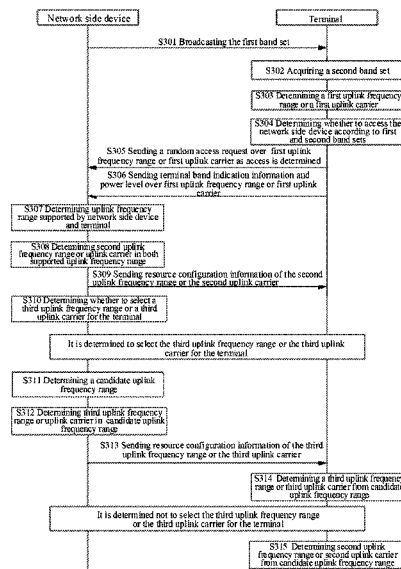 Network side device
Terminal
S301 Broadcasting the first band set
S302 Acquiring a second band set
S303 Determining a first uplink frequency
range or a first uplink carrier
S304 Determining whether to access the
network side device according to first
and second band sets
S305 Sending a random access request over first uplink
frequency range or first uplink carrier as access is determined
S306 Sending terminal band indication information and
power level over first uplink frequency range or first uplink
carrier
S307 Determining uplink frequency
range supported by network side device
and terminal
S308 Determining second uplink
frequency range or uplink carrier in both
supported uplink frequency range
S309 Sending resource configuration information of the second
uplink frequency range or the second uplink carrier
S310 Determining whether to select a
third uplink frequency range or a third
uplink carrier for the terminal
It is determined to select the third uplink frequency range or the third uplink
carrier for the terminal
S311 Determining a candidate uplink
frequency range
S312 Determining third uplink frequency
range or uplink carrier in candidate uplink
frequency range
S313 Sending resource configuration information of the third
uplink frequency range or the third uplink carrier
S314 Determining a third uplink frequency
range or third uplink carrier from candidate
uplink frequency range
It is determined not to select the third uplink frequency range
or the third uplink carrier for the terminal
S315 Determining second uplink
frequency range or second uplink carrier
from candidate uplink frequency range